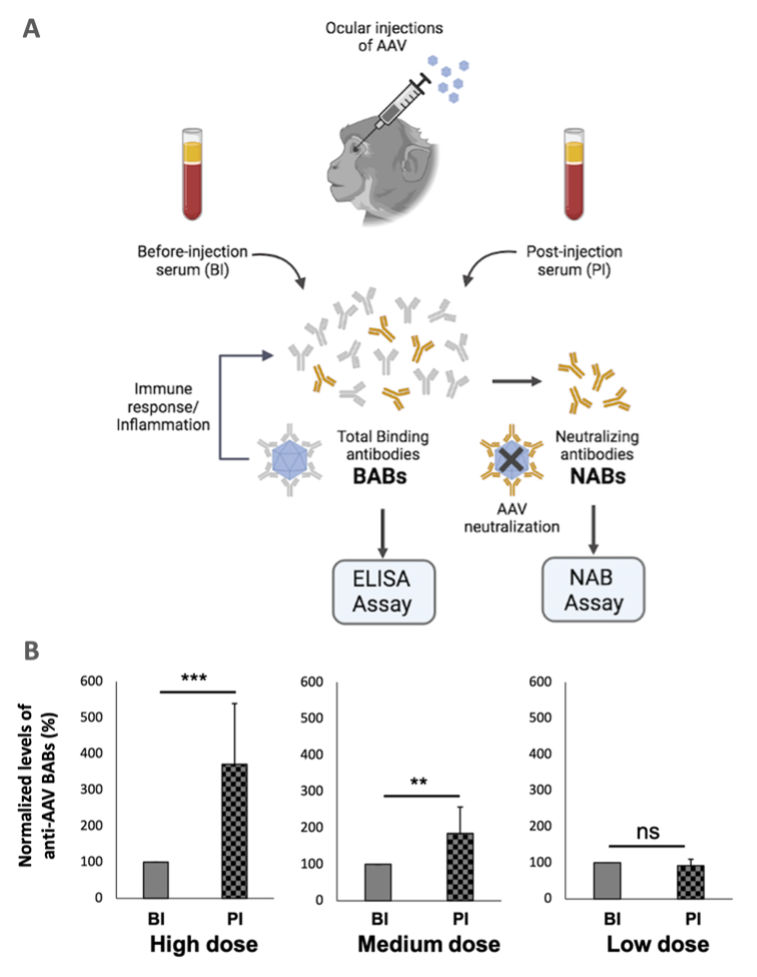 A
Ocular injections
of AAV
Before-injection
serum (BI)
Post-injection
serum (PI)
Immune
response/
Inflammation
Total Binding
antibodies
BABs
Neutralizing
antibodies
NABs
AAV
neutralization
ELISA
Assay
NAB
Assay
B
Normalized levels of
anti-AAV BABs (%)
600
500
400
300
200
100
0
***
BI PI
High dose
600
500
400
300
200
100
0
**
BI PI
Medium dose
600
500
400
300
200
100
0
ns
BI PI
Low dose